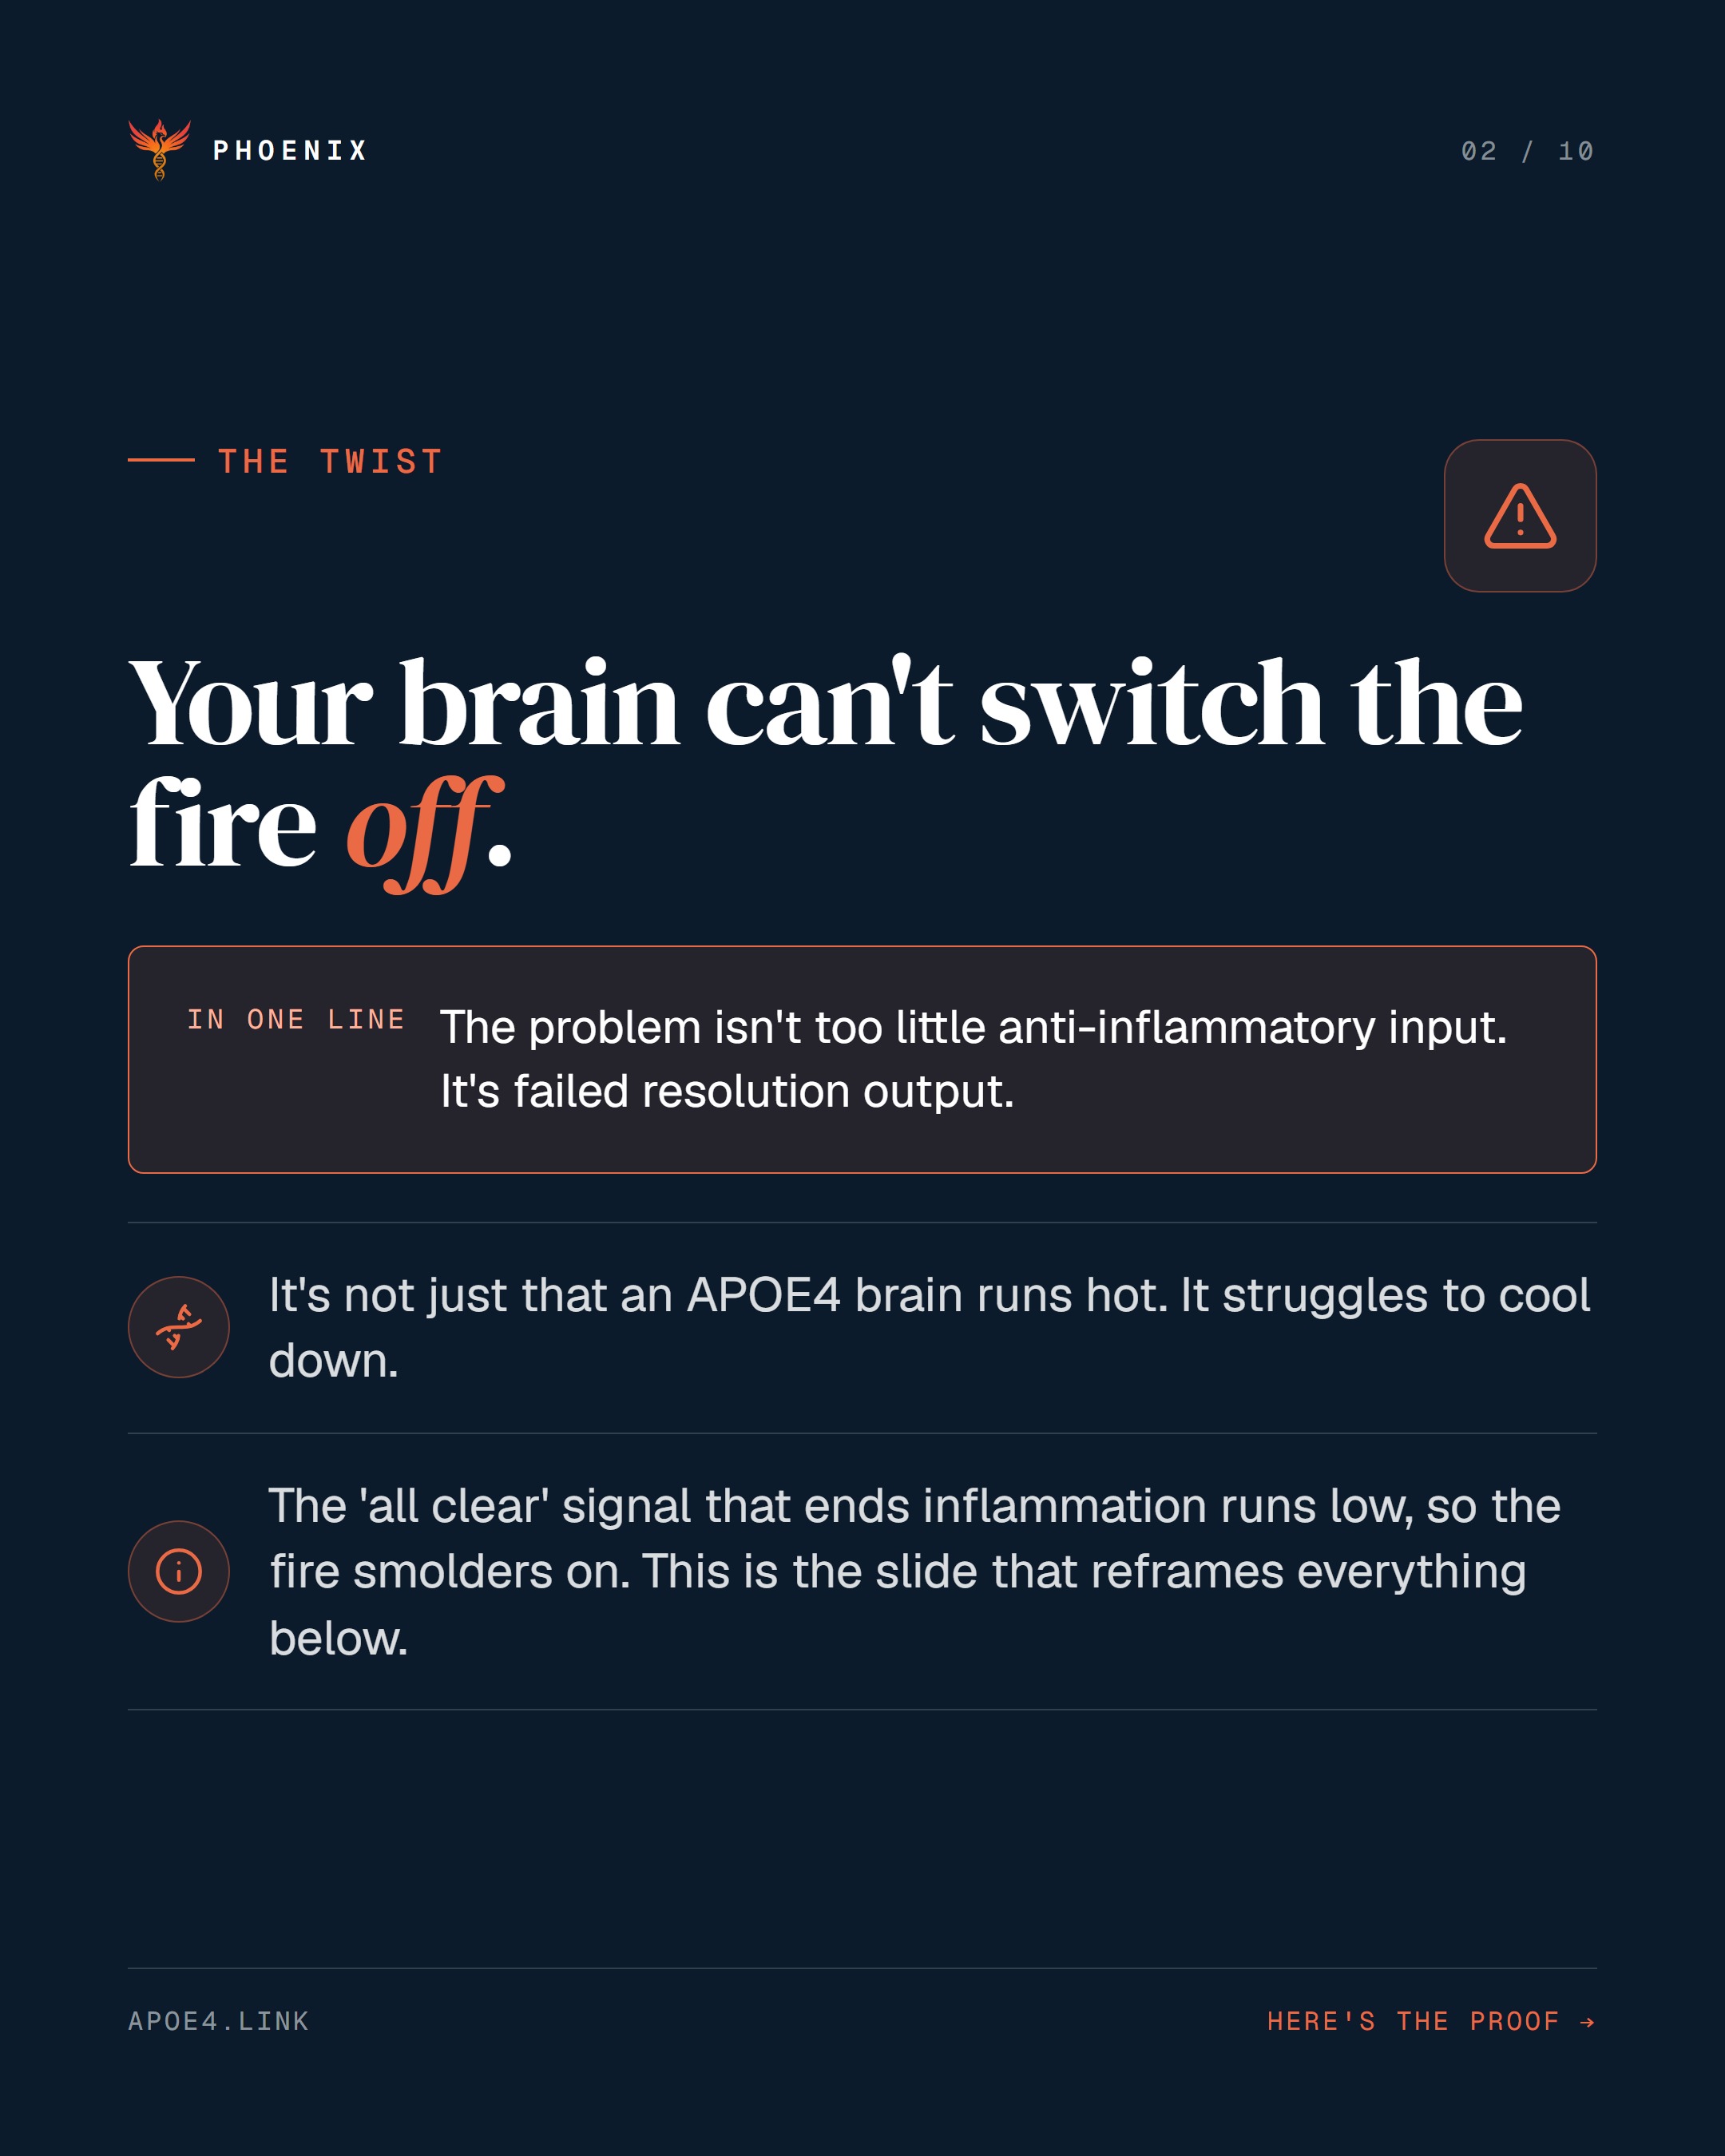 PHOENIX
02 / 10
THE TWIST
Your brain can't switch the
fire off.
IN ONE LINE
The problem isn't too little anti-inflammatory input.
It's failed resolution output.
It's not just that an APOE4 brain runs hot. It struggles to cool
down.
The 'all clear' signal that ends inflammation runs low, so the
fire smolders on. This is the slide that reframes everything
below.
APOE4.LINK
HERE'S THE PROOF →